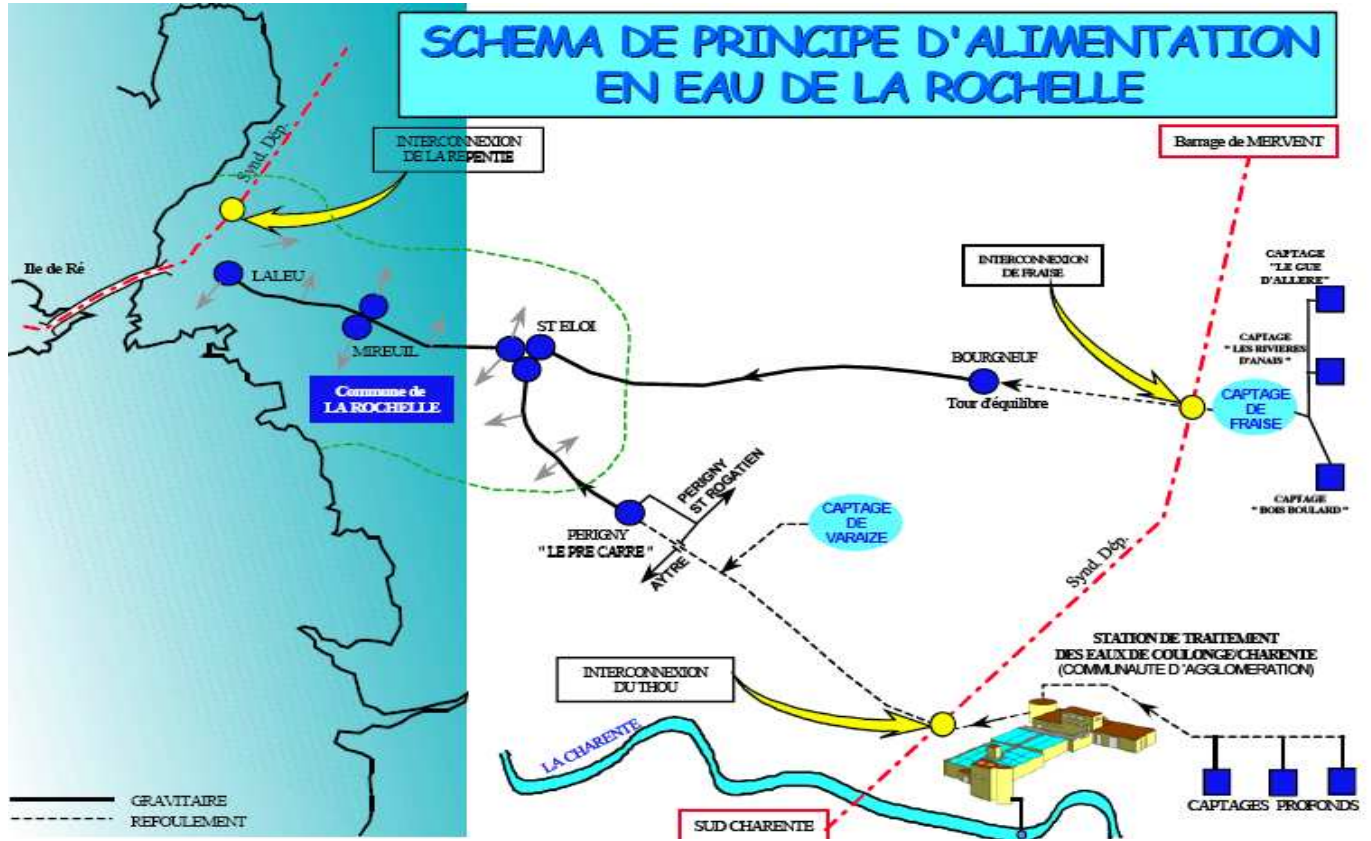 SCHEMA DE PRINCIPE D'ALIMENTATION
EN EAU DE LA ROCHELLE
Synd. Dép.
INTERCONNEXION
DE LA REPENTIE
Barrage de MERVENT
Ile de Ré
LALEU
MIREUIL
ST ELOI
Commune de
LA ROCHELLE
INTERCONNEXION
DE FRAISE
BOURGNEUF
Tour d'équilibre
CAPTAGE
"LE GUE
D'ALLERE"
CAPTAGE
" LES RIVIERES
D'ANAIS "
CAPTAGE
DE
FRAISE
CAPTAGE
" BOIS BOULARD "
PERIGNY
ST ROGATIEN
PERIGNY
"LE PRE CARRE"
AYTRE
CAPTAGE
DE
VARAIZE
Synd. Dép.
STATION DE TRAITEMENT
DES EAUX DE COULONGE/CHARENTE
(COMMUNAUTE D 'AGGLOMERATION)
INTERCONNEXION
DU THOU
LA CHARENTE
CAPTAGES PROFONDS
SUD CHARENTE
GRAVITAIRE
REFOULEMENT